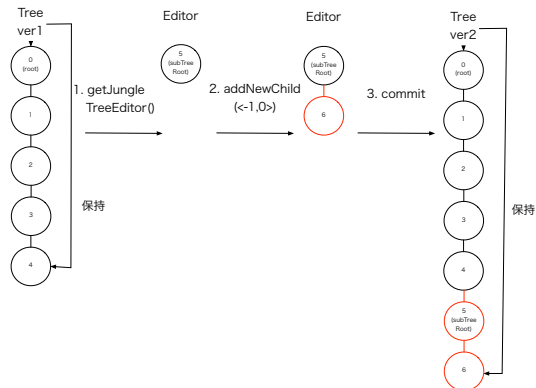 Tree
ver1
0
(root)
1
2
3
4
保持
1. getJungle
TreeEditor()
Editor
5
(subTree
Root)
2. addNewChild
(<-1,0>)
Editor
5
(subTree
Root)
6
3. commit
Tree
ver2
0
(root)
1
2
3
4
5
(subTree
Root)
6
保持